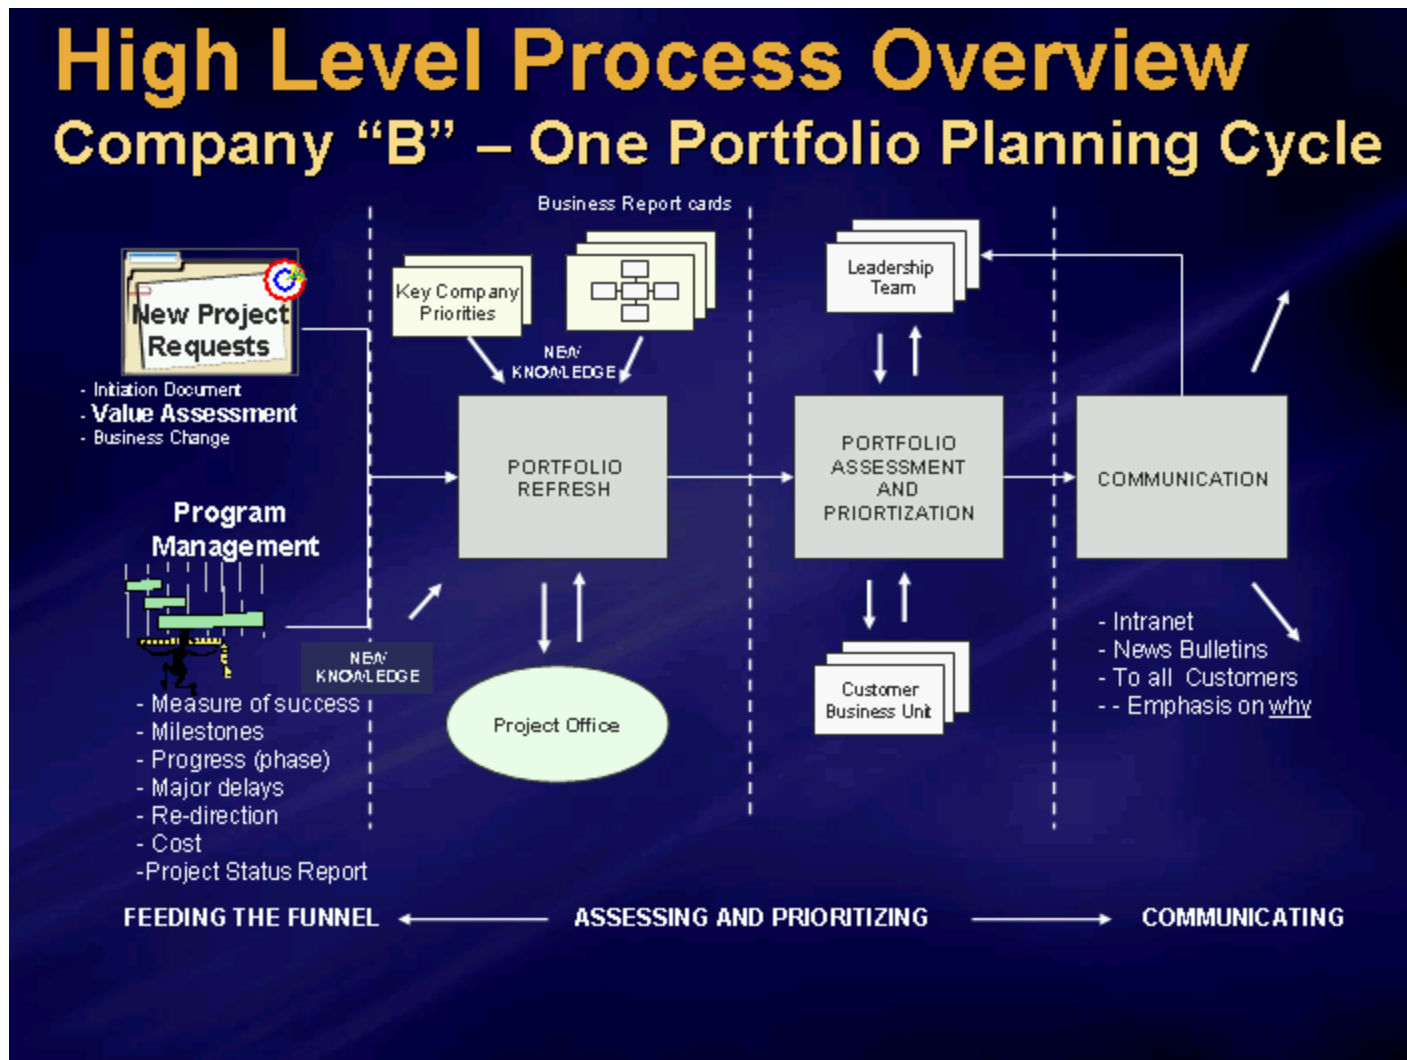 High Level Process Overview
Company “B” – One Portfolio Planning Cycle
Business Report cards
New Project
Requests
- Initiation Document
- Value Assessment
- Business Change
Key Company
Priorities
NEW
KNOWLEDGE
Leadership
Team
PORTFOLIO
REFRESH
PORTFOLIO
ASSESSMENT
AND
PRIORTIZATION
COMMUNICATION
Program
Management
NEW
KNOWLEDGE
- Measure of success
- Milestones
- Progress (phase)
- Major delays
- Re-direction
- Cost
-Project Status Report
Project Office
Customer
Business Unit
- Intranet
- News Bulletins
- To all Customers
- - Emphasis on why
FEEDING THE FUNNEL
ASSESSING AND PRIORITIZING
COMMUNICATING